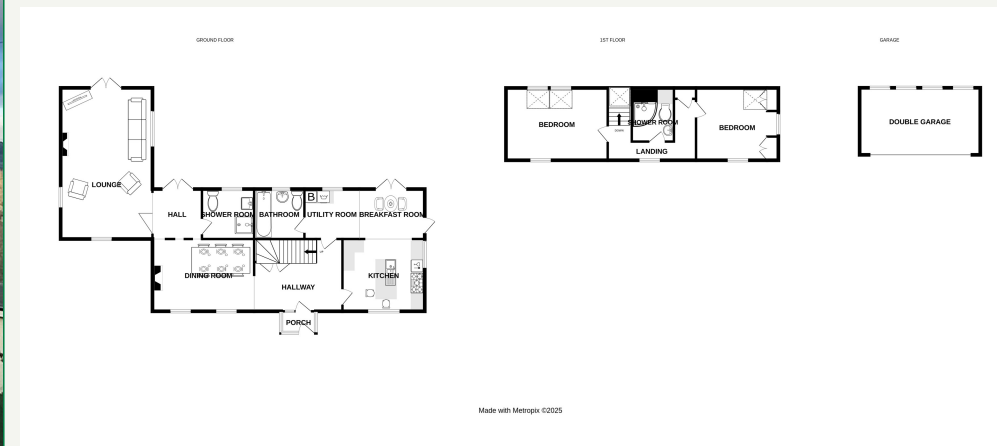 GROUND FLOOR
1ST FLOOR
GARAGE
LOUNGE
HALL
SHOWER ROOM
BATHROOM
B
UTILITY ROOM
BREAKFAST ROOM
DINING ROOM
HALLWAY
KITCHEN
PORCH
BEDROOM
SHOWER ROOM
BEDROOM
LANDING
DOUBLE GARAGE
Made with Metropix ©2025